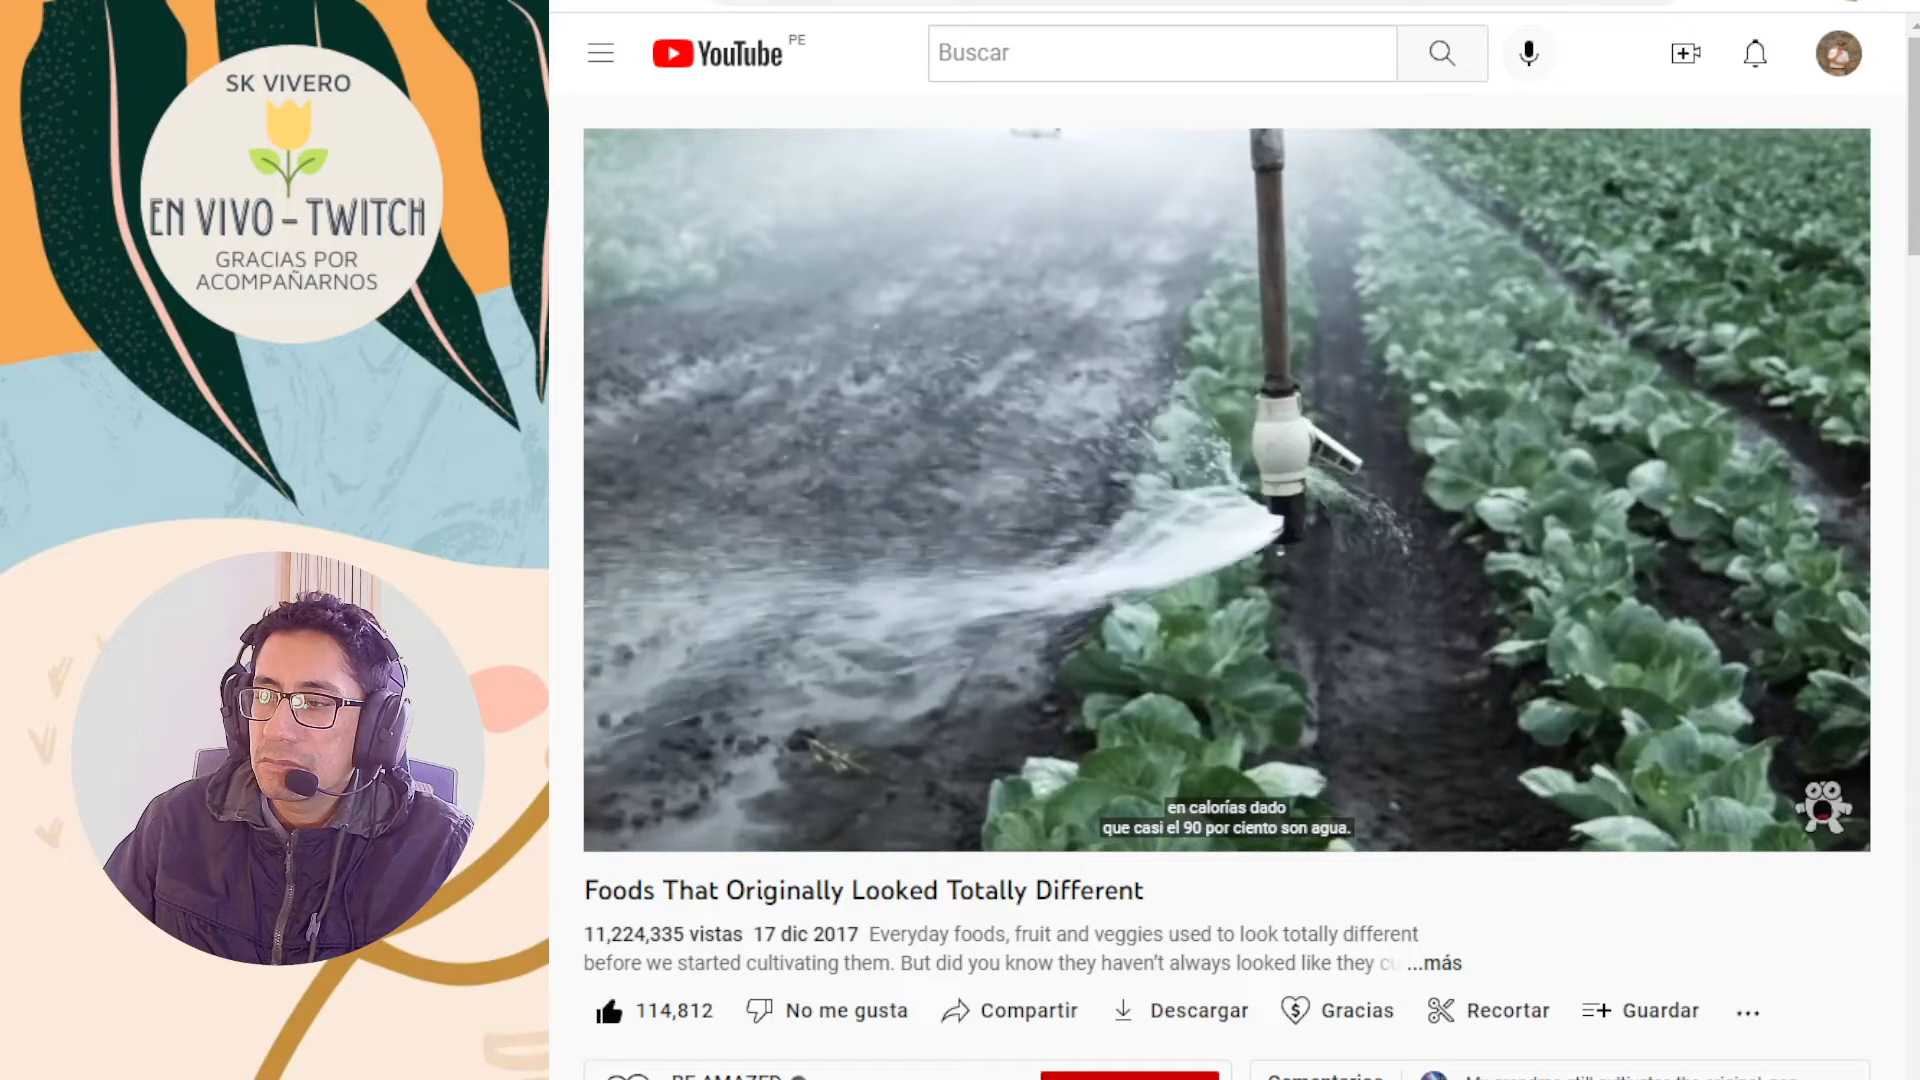 SK VIVERO
EN VIVO - TWITCH
GRACIAS POR
ACOMPAÑARNOS
YouTube PE
Buscar
en calorías dado
que casi el 90 por ciento son agua.
Foods That Originally Looked Totally Different
11,224,335 vistas 17 dic 2017 Everyday foods, fruit and veggies used to look totally different
before we started cultivating them. But did you know they haven't always looked like they ...más
114,812 No me gusta Compartir Descargar Gracias Recortar Guardar